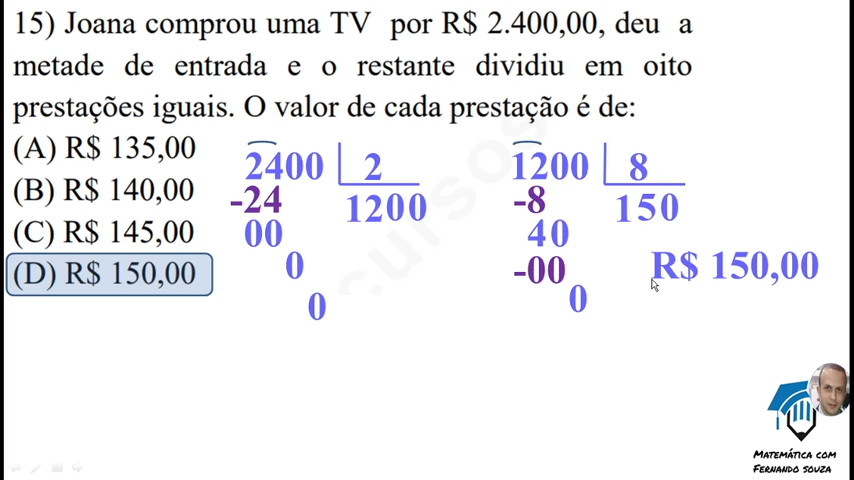 15) Joana comprou uma TV por R$ 2.400,00, deu a
metade de entrada e o restante dividiu em oito
prestações iguais. O valor de cada prestação é de:
(A) R$ 135,00
(B) R$ 140,00
(C) R$ 145,00
(D) R$ 150,00
2400 2
-24 1200
00
0
0
1200 8
-8 150
40
-00
0
R$ 150,00
cursos
MATEMÁTICA COM
FERNANDO SOUZA